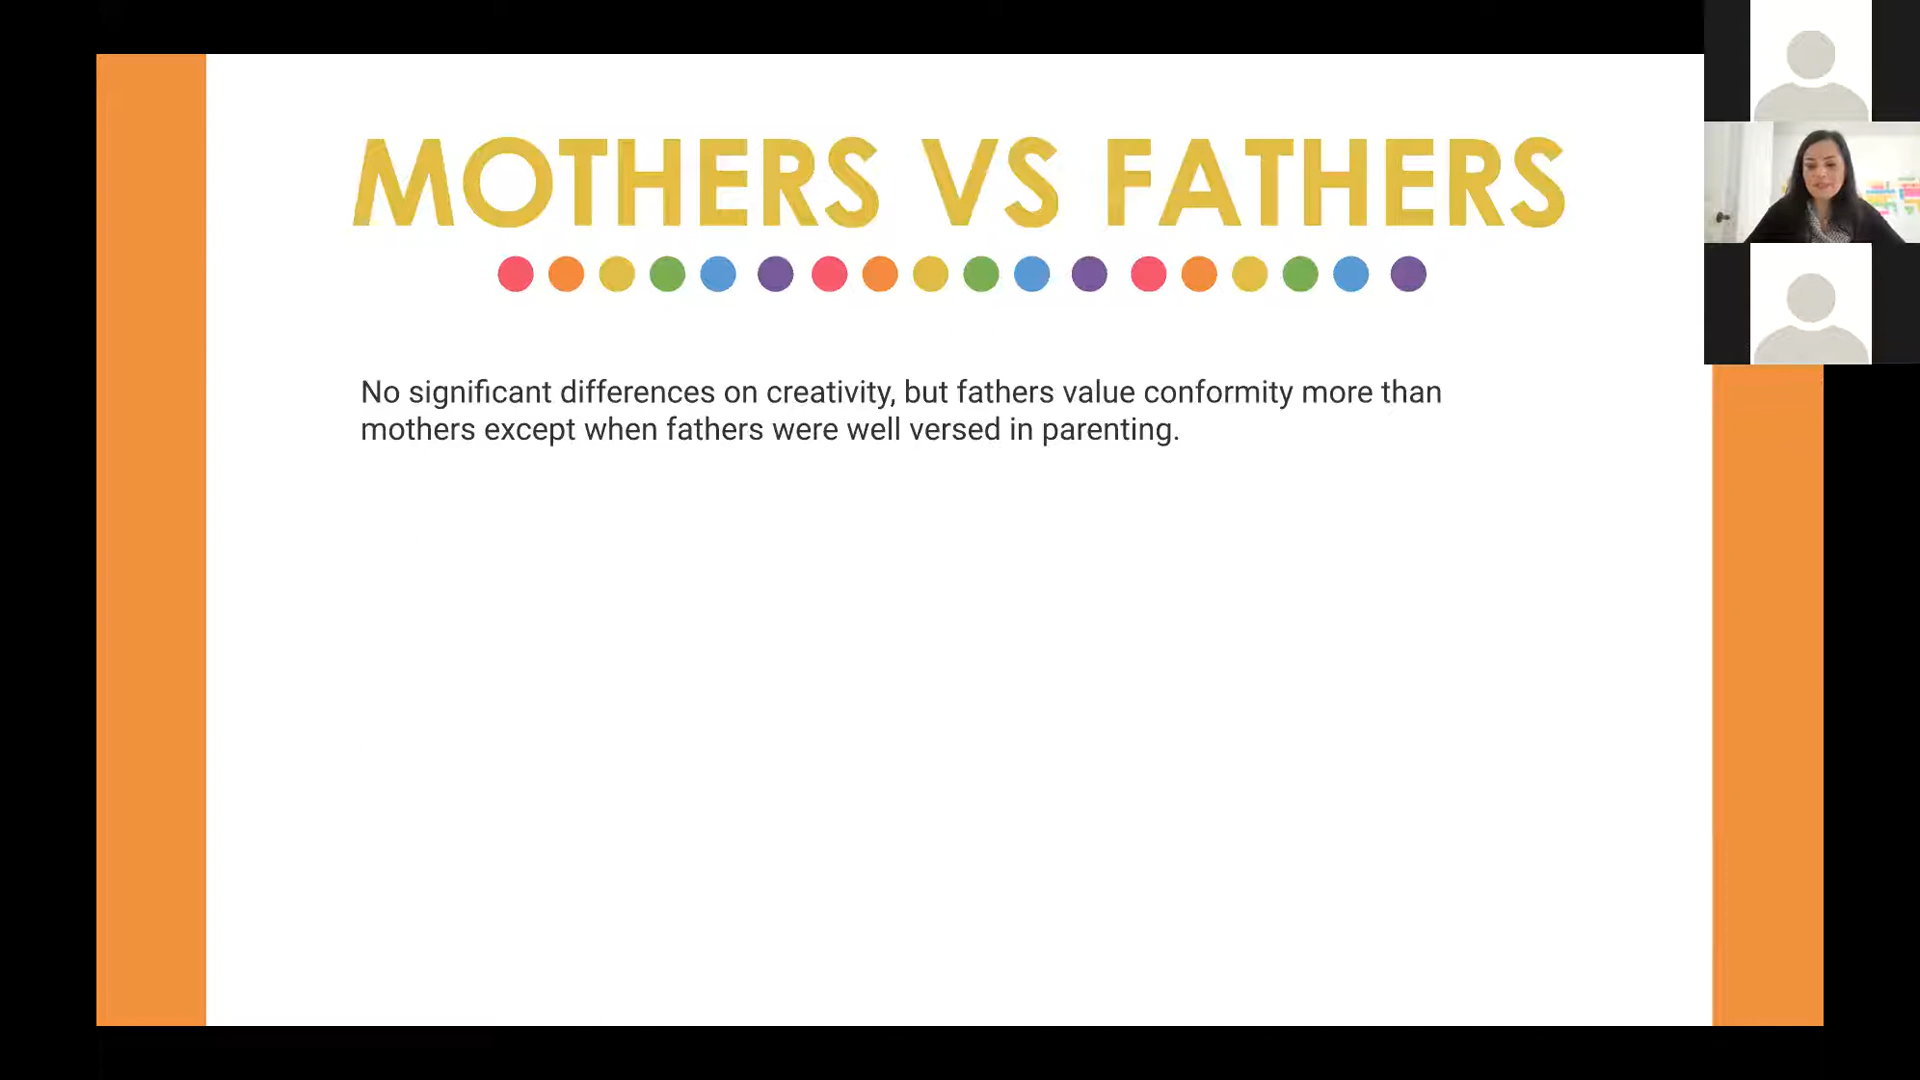 MOTHERS VS FATHERS
No significant differences on creativity, but fathers value conformity more than
mothers except when fathers were well versed in parenting.